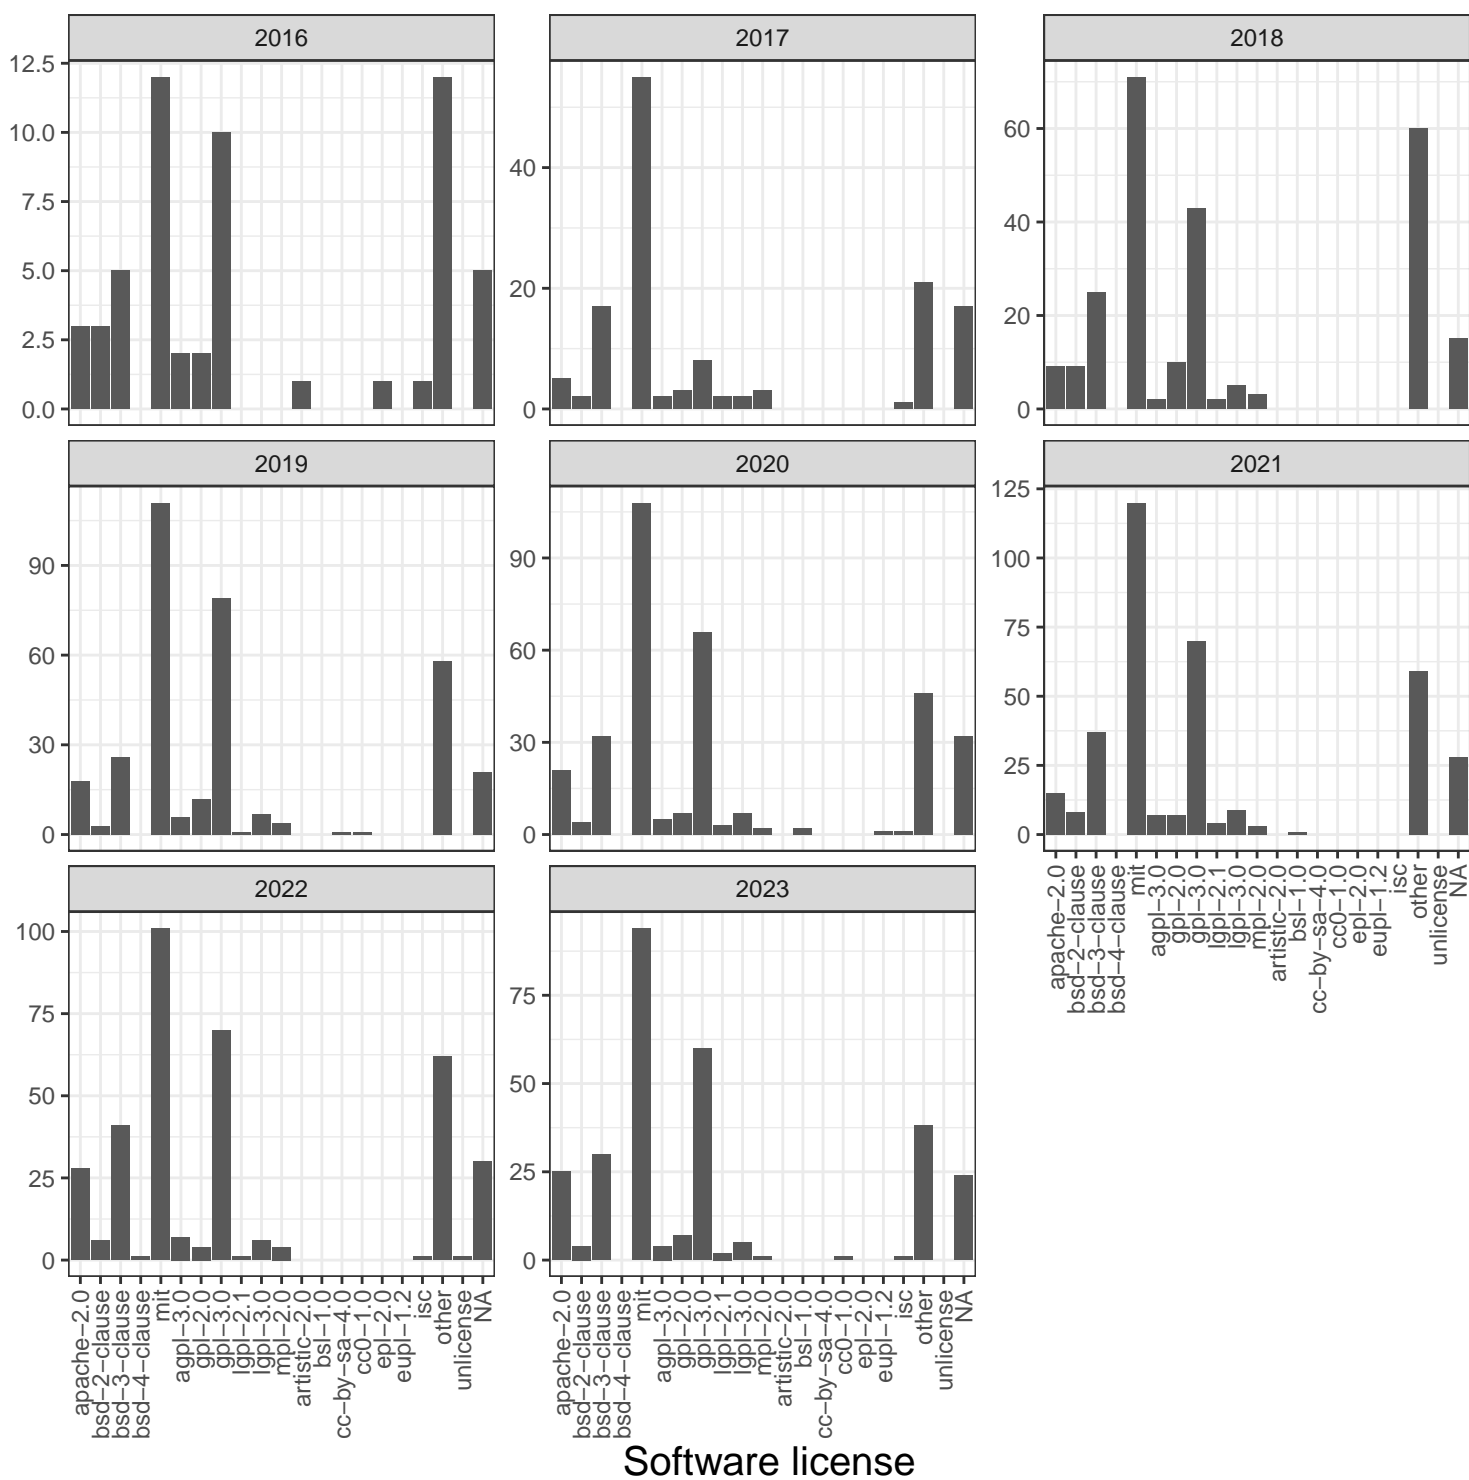 2016
2017
2018
12.5
10.0
7.5
5.0
2.5
0.0
40
20
0
60
40
20
0
2019
2020
2021
90
60
30
0
90
60
30
0
125
100
75
50
25
0
apache−2.0
bsd−2−clause
bsd−3−clause
bsd−4−clause
mit
agpl−3.0
gpl−2.0
gpl−3.0
lgpl−2.1
lgpl−3.0
mpl−2.0
artistic−2.0
bsl−1.0
cc−by−sa−4.0
cc0−1.0
epl−2.0
eupl−1.2
isc
other
unlicense
NA
2022
2023
100
75
50
25
0
75
50
25
0
apache−2.0
bsd−2−clause
bsd−3−clause
bsd−4−clause
mit
agpl−3.0
gpl−2.0
gpl−3.0
lgpl−2.1
lgpl−3.0
mpl−2.0
artistic−2.0
bsl−1.0
cc−by−sa−4.0
cc0−1.0
epl−2.0
eupl−1.2
isc
other
unlicense
NA
apache−2.0
bsd−2−clause
bsd−3−clause
bsd−4−clause
mit
agpl−3.0
gpl−2.0
gpl−3.0
lgpl−2.1
lgpl−3.0
mpl−2.0
artistic−2.0
bsl−1.0
cc−by−sa−4.0
cc0−1.0
epl−2.0
eupl−1.2
isc
other
unlicense
NA
Software license